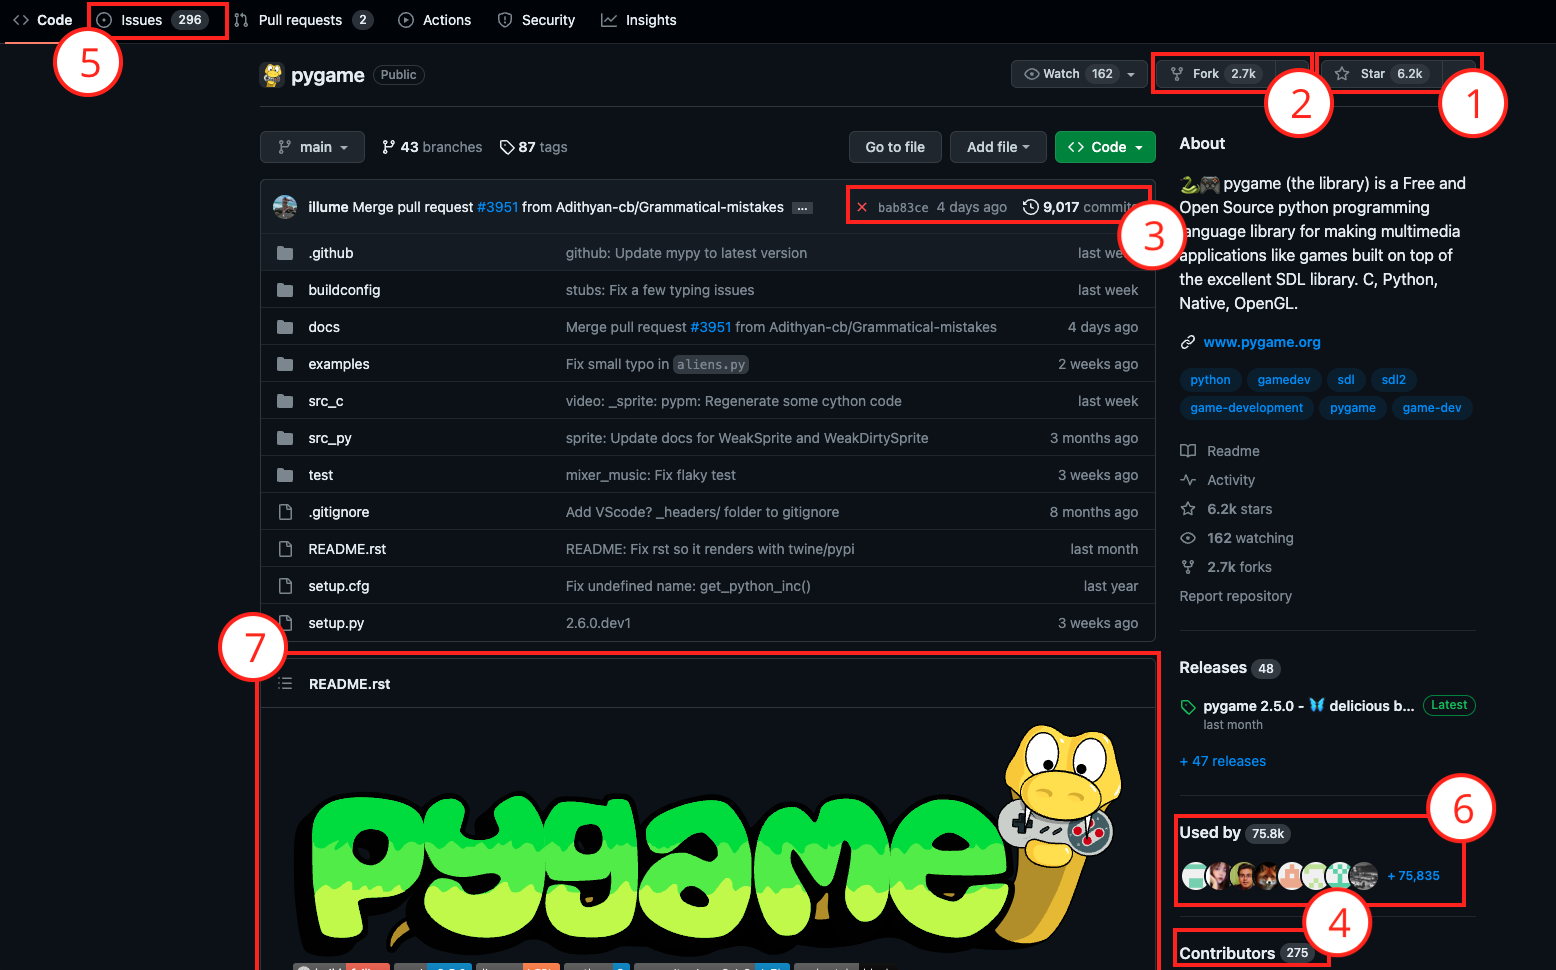 Code Issues 296 Pull requests 2 Actions Security Insights
5
pygame Public Watch 162 Fork 2.7k Star 6.2k
2
1
main 43 branches 87 tags Go to file Add file Code
illume Merge pull request #3951 from Adithyan-cb/Grammatical-mistakes ... bab83ce 4 days ago 9,017
3
.github github: Update mypy to latest version last
buildconfig stubs: Fix a few typing issues last week
docs Merge pull request #3951 from Adithyan-cb/Grammatical-mistakes 4 days ago
examples Fix small typo in aliens.py 2 weeks ago
src_c video: _sprite: pypm: Regenerate some cython code last week
src_py sprite: Update docs for WeakSprite and WeakDirtySprite 3 months ago
test mixer_music: Fix flaky test 3 weeks ago
.gitignore Add VScode? _headers/ folder to gitignore 8 months ago
README.rst README: Fix rst so it renders with twine/pypi last month
setup.cfg Fix undefined name: get_python_inc() last year
setup.py 2.6.0.dev1 3 weeks ago
7
README.rst
pygame
About
pygame (the library) is a Free and
Open Source python programming
language library for making multimedia
applications like games built on top of
the excellent SDL library. C, Python,
Native, OpenGL.
www.pygame.org
python gamedev sdl sdl2
game-development pygame game-dev
Readme
Activity
6.2k stars
162 watching
2.7k forks
Report repository
Releases 48
pygame 2.5.0 - delicious b... Latest
last month
+ 47 releases
6
Used by 75.8k
+ 75,835
4
Contributors 275